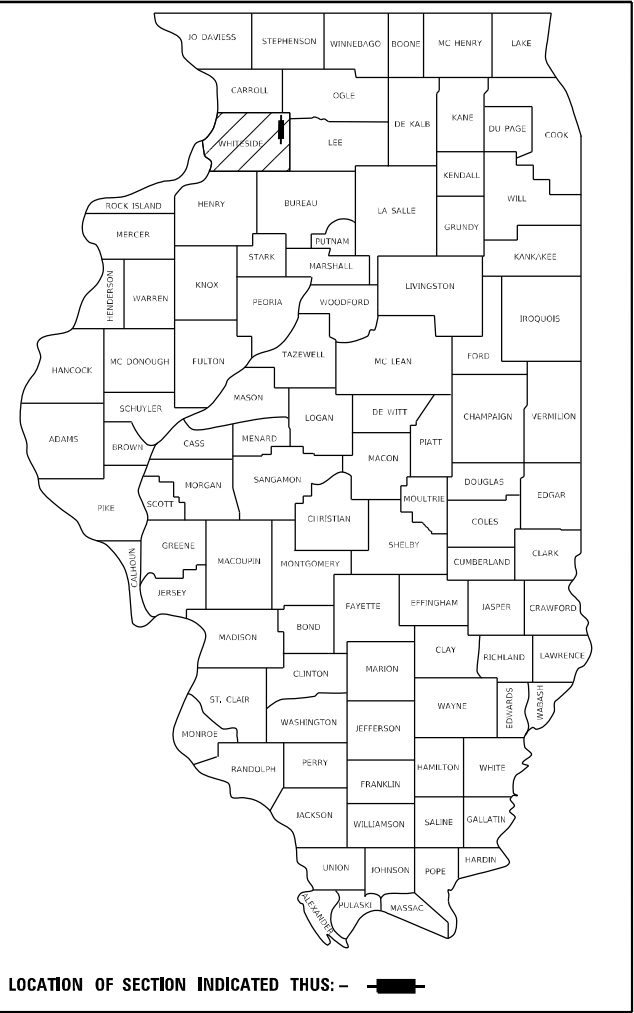 JO DAVIESS
STEPHENSON
WINNEBAGO
BOONE
MC HENRY
LAKE
CARROLL
OGLE
DE KALB
KANE
DU PAGE
COOK
WHITESIDE
LEE
KENDALL
WILL
ROCK ISLAND
HENRY
BUREAU
LA SALLE
GRUNDY
MERCER
PUTNAM
KANKAKEE
STARK
MARSHALL
HENDERSON
WARREN
KNOX
PEORIA
WOODFORD
LIVINGSTON
IROQUOIS
HANCOCK
MC DONOUGH
FULTON
TAZEWELL
MC LEAN
FORD
SCHUYLER
MASON
LOGAN
DE WITT
CHAMPAIGN
VERMILION
ADAMS
BROWN
CASS
MENARD
MACON
PIATT
MORGAN
SANGAMON
DOUGLAS
EDGAR
PIKE
SCOTT
CHRISTIAN
MOULTRIE
COLES
CALHOUN
GREENE
MACOUPIN
MONTGOMERY
SHELBY
CUMBERLAND
CLARK
JERSEY
FAYETTE
EFFINGHAM
JASPER
CRAWFORD
MADISON
BOND
CLAY
RICHLAND
LAWRENCE
CLINTON
MARION
ST. CLAIR
WAYNE
EDWARDS
WABASH
WASHINGTON
JEFFERSON
MONROE
RANDOLPH
PERRY
HAMILTON
WHITE
FRANKLIN
JACKSON
WILLIAMSON
SALINE
GALLATIN
UNION
JOHNSON
POPE
HARDIN
ALEXANDER
PULASKI
MASSAC
LOCATION OF SECTION INDICATED THUS: –